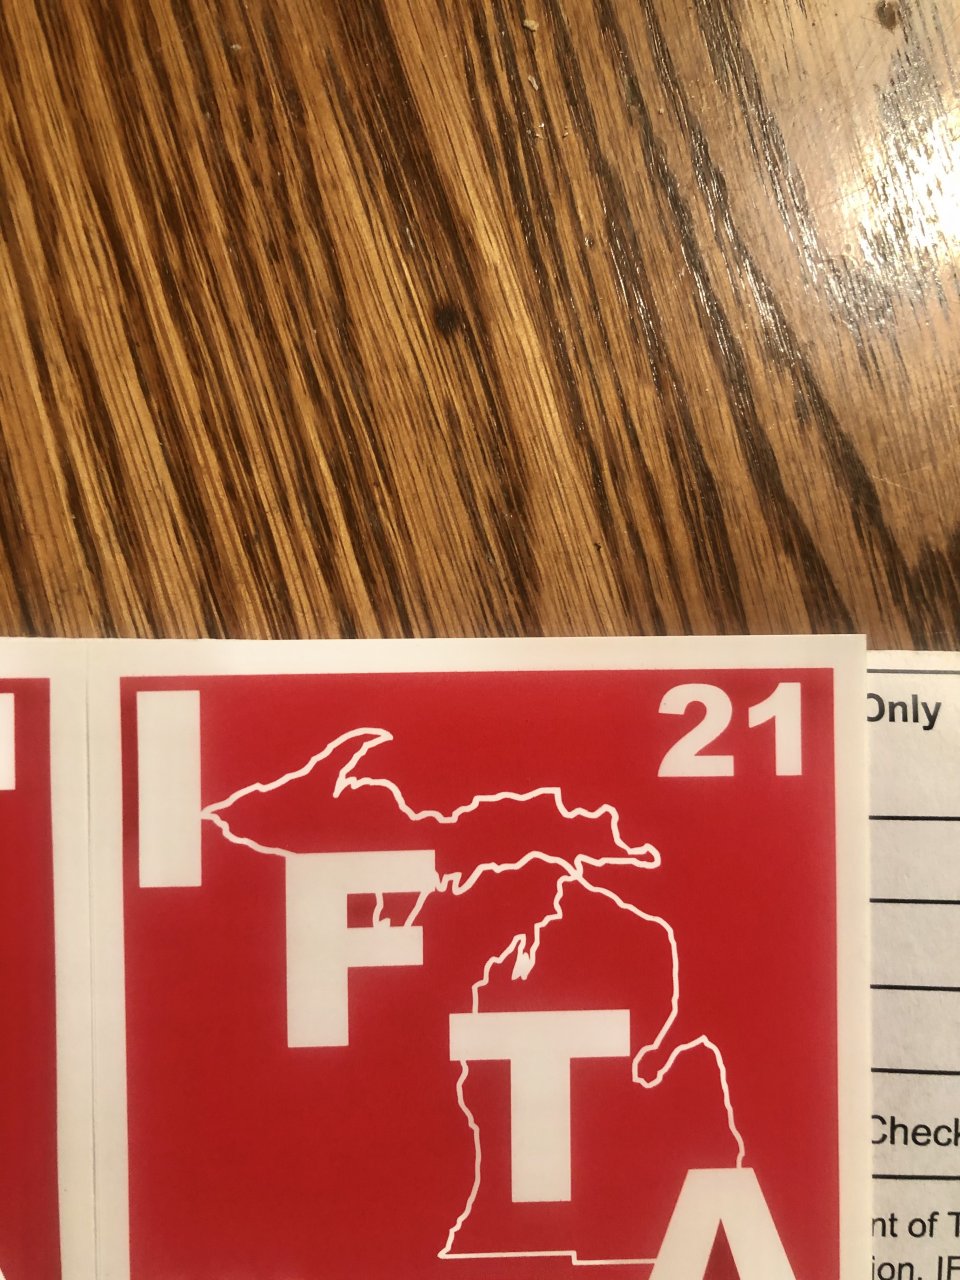 21
I
F
T
A
Only
Check
nt of T
ion. IF